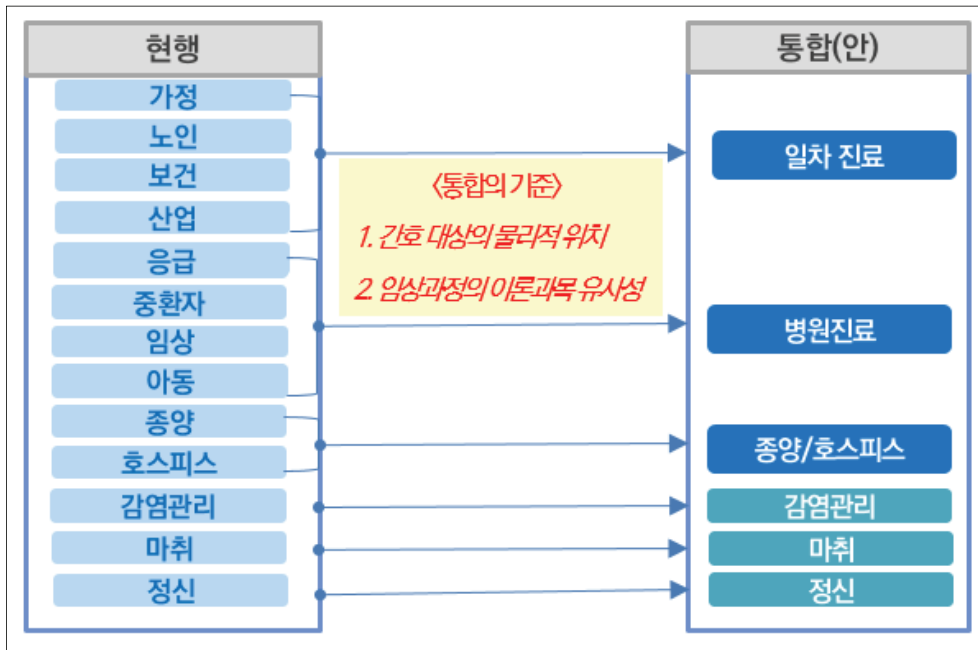 현행
가정
노인
보건
산업
응급
중환자
임상
아동
종양
호스피스
감염관리
마취
정신
<통합의 기준>
1. 간호 대상의 물리적 위치
2. 임상과정의 이론과목 유사성
통합(안)
일차 진료
병원진료
종양/호스피스
감염관리
마취
정신